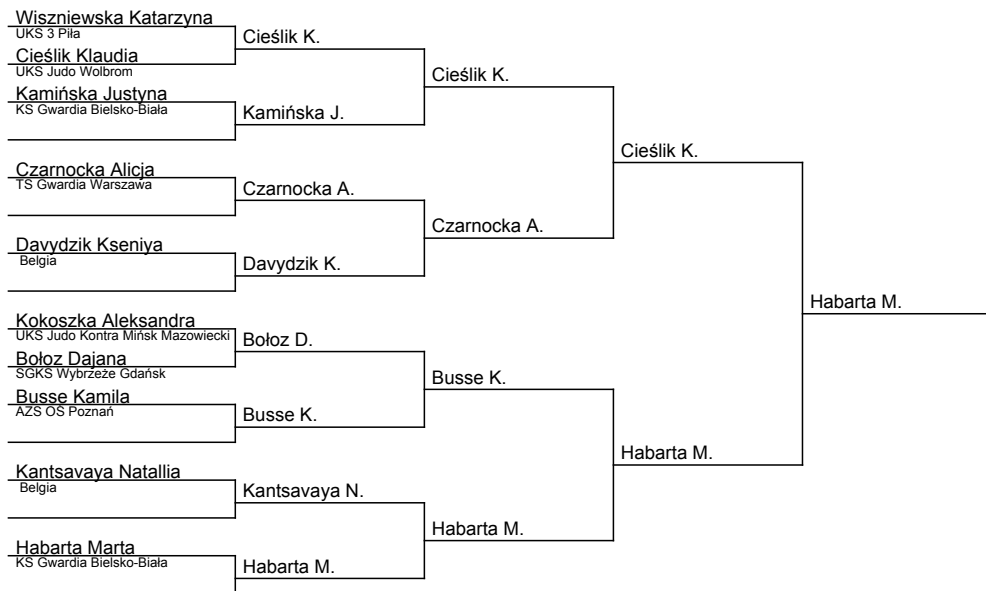 Wiszniewska Katarzyna
UKS 3 Piła
Cieślik K.
Cieślik Klaudia
UKS Judo Wolbrom
Cieślik K.
Kamińska Justyna
KS Gwardia Bielsko-Biała
Kamińska J.
Cieślik K.
Czarnocka Alicja
TS Gwardia Warszawa
Czarnocka A.
Czarnocka A.
Davydzik Kseniya
Belgia
Davydzik K.
Habarta M.
Kokoszka Aleksandra
UKS Judo Kontra Mińsk Mazowiecki
Bołoz D.
Bołoz Dajana
SGKS Wybrzeże Gdańsk
Busse K.
Busse Kamila
AZS OŚ Poznań
Busse K.
Habarta M.
Kantsavaya Natallia
Belgia
Kantsavaya N.
Habarta M.
Habarta Marta
KS Gwardia Bielsko-Biała
Habarta M.